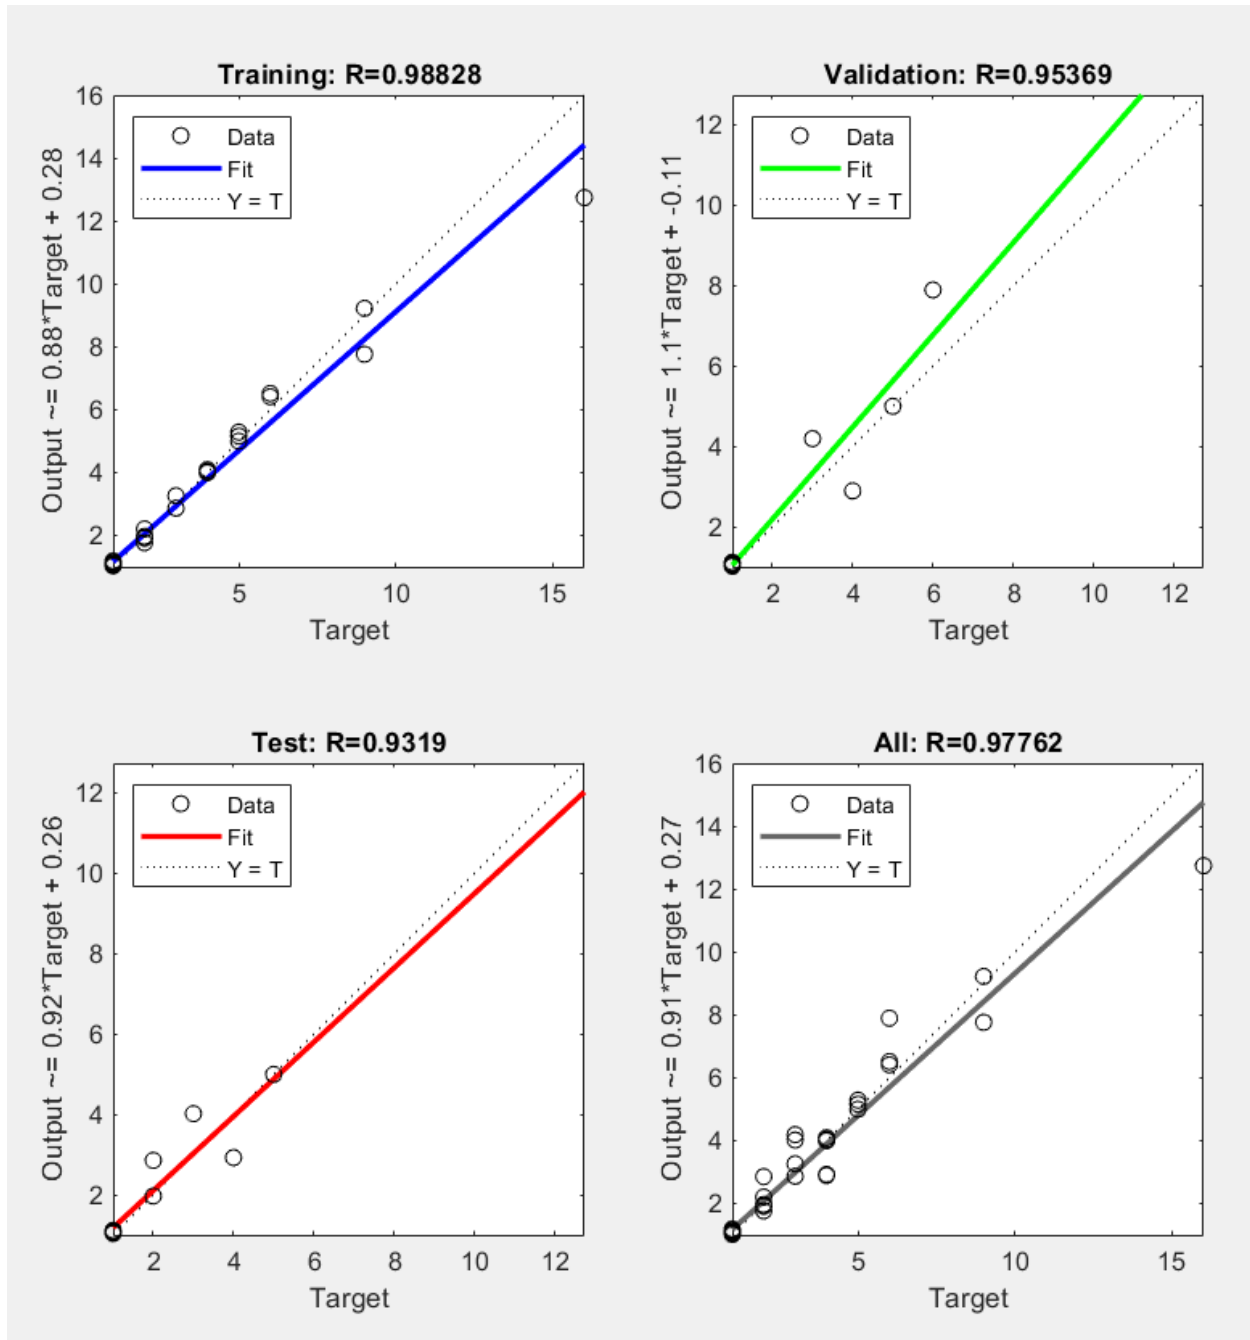 Training: R=0.98828
Output ~= 0.88*Target + 0.28
16
14
12
10
8
6
4
2
Data
Fit
Y = T
5
10
15
Target
Validation: R=0.95369
Output ~= 1.1*Target + -0.11
12
10
8
6
4
2
Data
Fit
Y = T
2
4
6
8
10
12
Target
Test: R=0.9319
Output ~= 0.92*Target + 0.26
12
10
8
6
4
2
Data
Fit
Y = T
2
4
6
8
10
12
Target
All: R=0.97762
Output ~= 0.91*Target + 0.27
16
14
12
10
8
6
4
2
Data
Fit
Y = T
5
10
15
Target